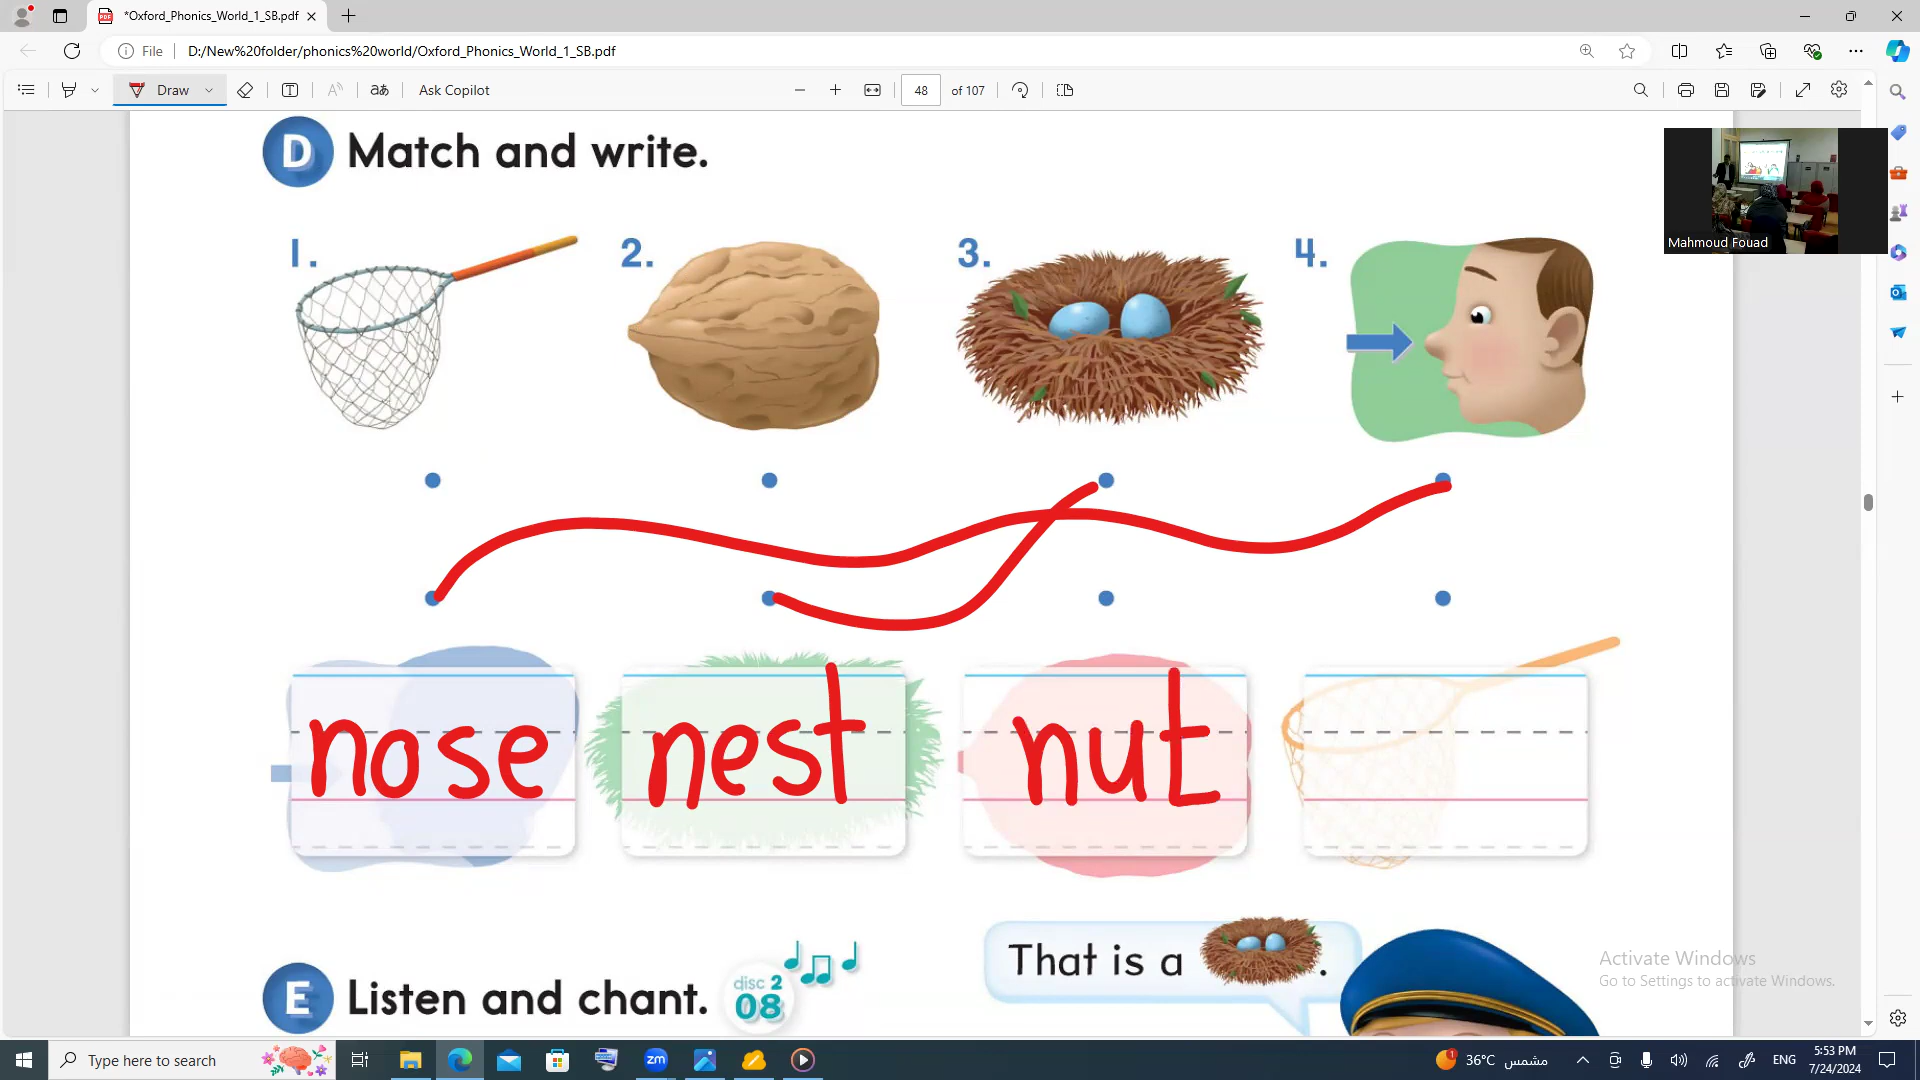 *Oxford_Phonics_World_1_SB.pdf
File D:/New%20folder/phonics%20world/Oxford_Phonics_World_1_SB.pdf
Draw Ask Copilot 48 of 107
D Match and write.
Mahmoud Fouad
1. 2. 3. 4.
nose nest nut
That is a .
E Listen and chant. disc 2 08
Activate Windows
Go to Settings to activate Windows.
Type here to search
36°C مشمس ENG 5:53 PM
7/24/2024